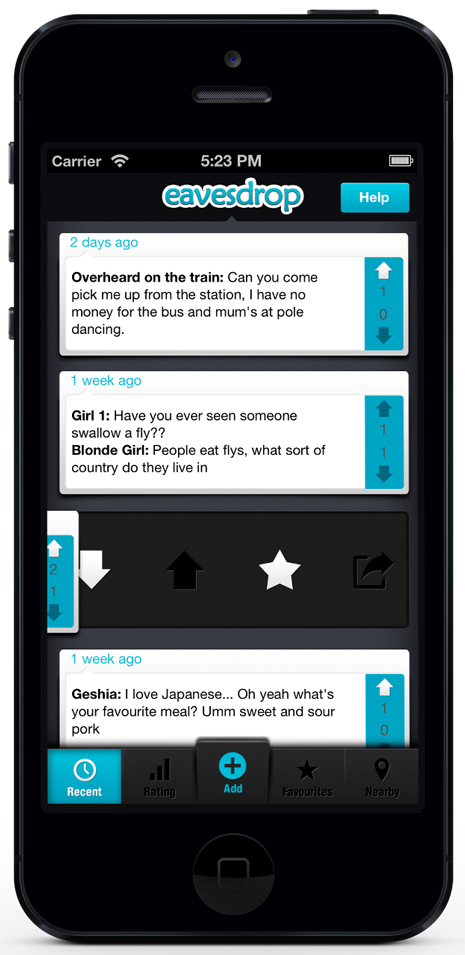 Carrier 5:23 PM
eavesdrop Help
2 days ago
Overheard on the train: Can you come
pick me up from the station, I have no
money for the bus and mum's at pole
dancing.
1
0
1 week ago
Girl 1: Have you ever seen someone
swallow a fly??
Blonde Girl: People eat flys, what sort of
country do they live in
1
1
2
1
1 week ago
Geshia: I love Japanese... Oh yeah what's
your favourite meal? Umm sweet and sour
pork
1
0
Recent Rating Add Favourites Nearby